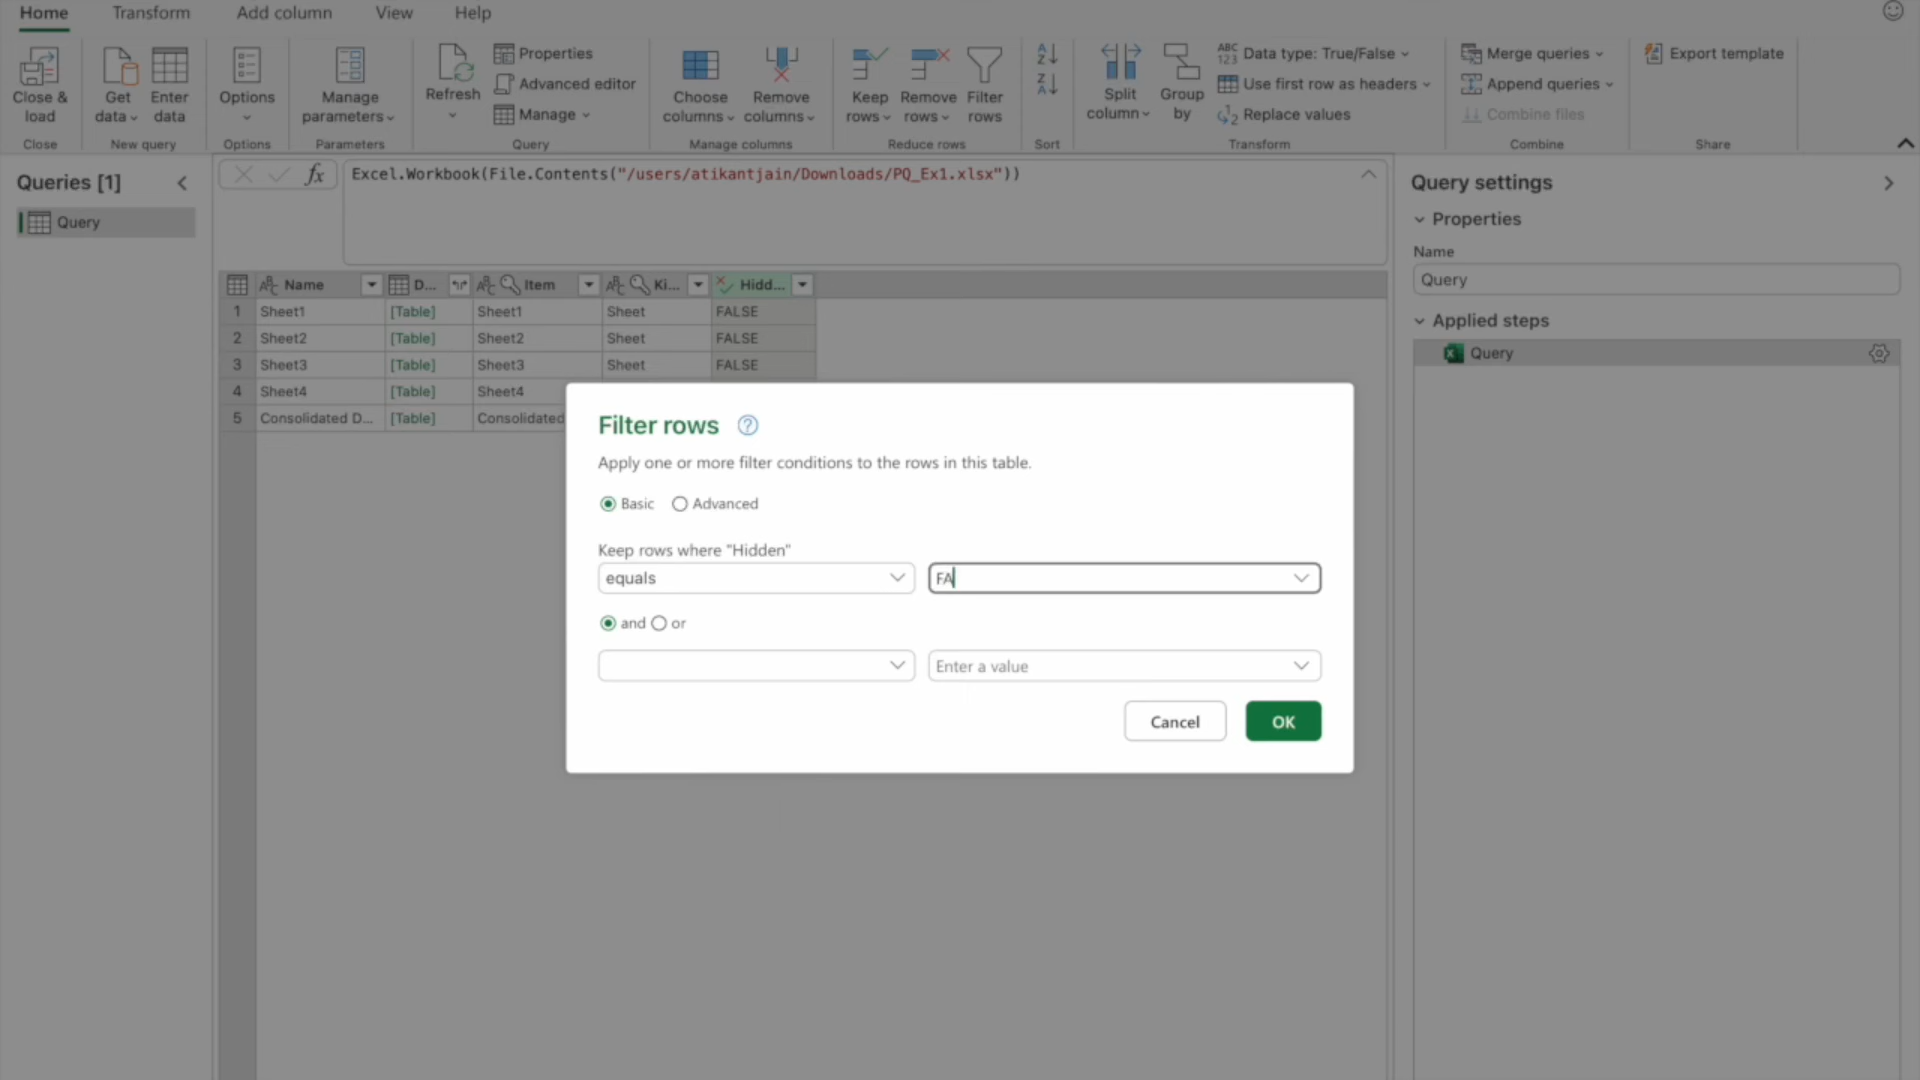 Home Transform Add column View Help
Close & load
Get data
Enter data
Options
Manage parameters
Refresh
Properties
Advanced editor
Manage
Choose columns
Remove columns
Keep rows
Remove rows
Filter rows
A Z
Z A
Split column
Group by
ABC 123 Data type: True/False
Use first row as headers
1 2 Replace values
Merge queries
Append queries
Combine files
Export template
Close New query Options Parameters Query Manage columns Reduce rows Sort Transform Combine Share
Queries [1]
Query
fx Excel.Workbook(File.Contents("/users/atikantjain/Downloads/PQ_Ex1.xlsx"))
Name D... Item Ki... Hidd...
1 Sheet1 [Table] Sheet1 Sheet FALSE
2 Sheet2 [Table] Sheet2 Sheet FALSE
3 Sheet3 [Table] Sheet3 Sheet FALSE
4 Sheet4 [Table] Sheet4
5 Consolidated D... [Table] Consolidated
Filter rows ?
Apply one or more filter conditions to the rows in this table.
Basic Advanced
Keep rows where "Hidden"
equals FA
and or
Enter a value
Cancel OK
Query settings
Properties
Name
Query
Applied steps
Query